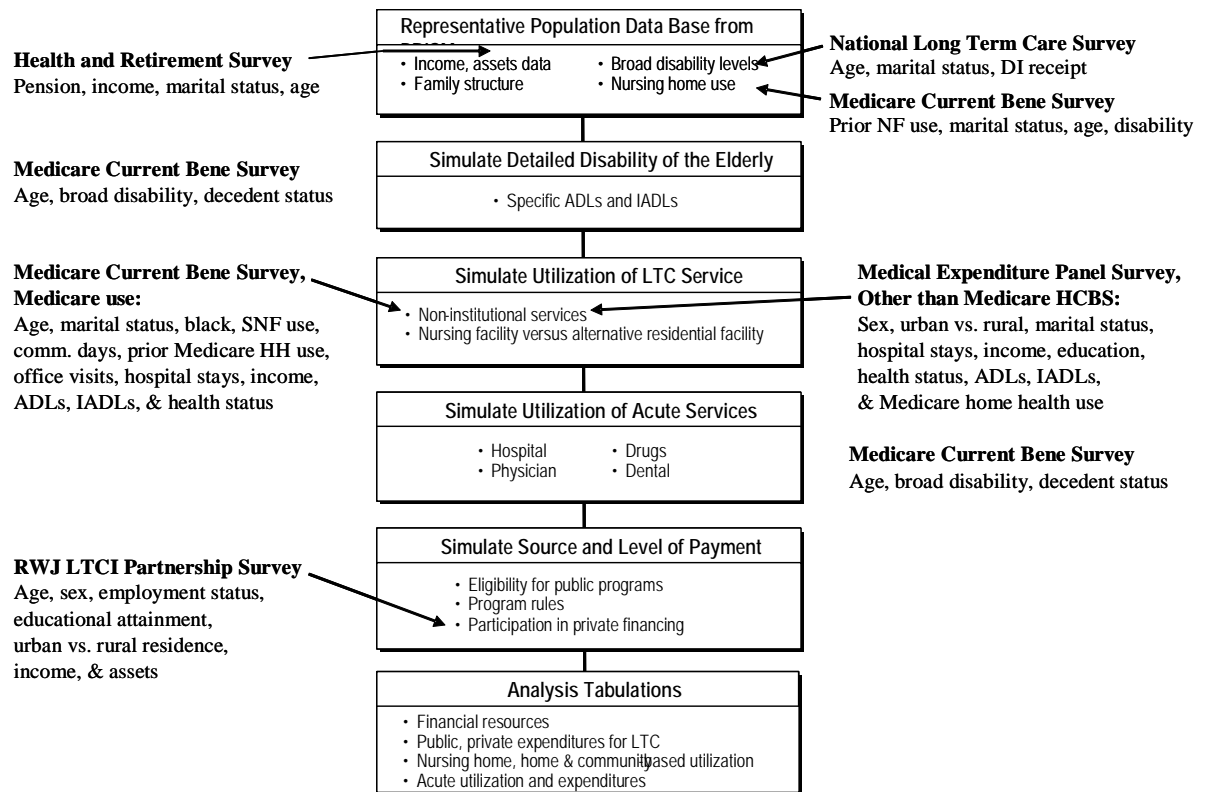 Representative Population Data Base from
• Income, assets data
• Family structure
• Broad disability levels
• Nursing home use
Health and Retirement Survey
Pension, income, marital status, age
National Long Term Care Survey
Age, marital status, DI receipt
Medicare Current Bene Survey
Prior NF use, marital status, age, disability
Simulate Detailed Disability of the Elderly
• Specific ADLs and IADLs
Medicare Current Bene Survey
Age, broad disability, decedent status
Simulate Utilization of LTC Service
• Non-institutional services
• Nursing facility versus alternative residential facility
Medicare Current Bene Survey,
Medicare use:
Age, marital status, black, SNF use,
comm. days, prior Medicare HH use,
office visits, hospital stays, income,
ADLs, IADLs, & health status
Medical Expenditure Panel Survey,
Other than Medicare HCBS:
Sex, urban vs. rural, marital status,
hospital stays, income, education,
health status, ADLs, IADLs,
& Medicare home health use
Simulate Utilization of Acute Services
• Hospital
• Physician
• Drugs
• Dental
Medicare Current Bene Survey
Age, broad disability, decedent status
Simulate Source and Level of Payment
• Eligibility for public programs
• Program rules
• Participation in private financing
RWJ LTCI Partnership Survey
Age, sex, employment status,
educational attainment,
urban vs. rural residence,
income, & assets
Analysis Tabulations
• Financial resources
• Public, private expenditures for LTC
• Nursing home, home & community-based utilization
• Acute utilization and expenditures